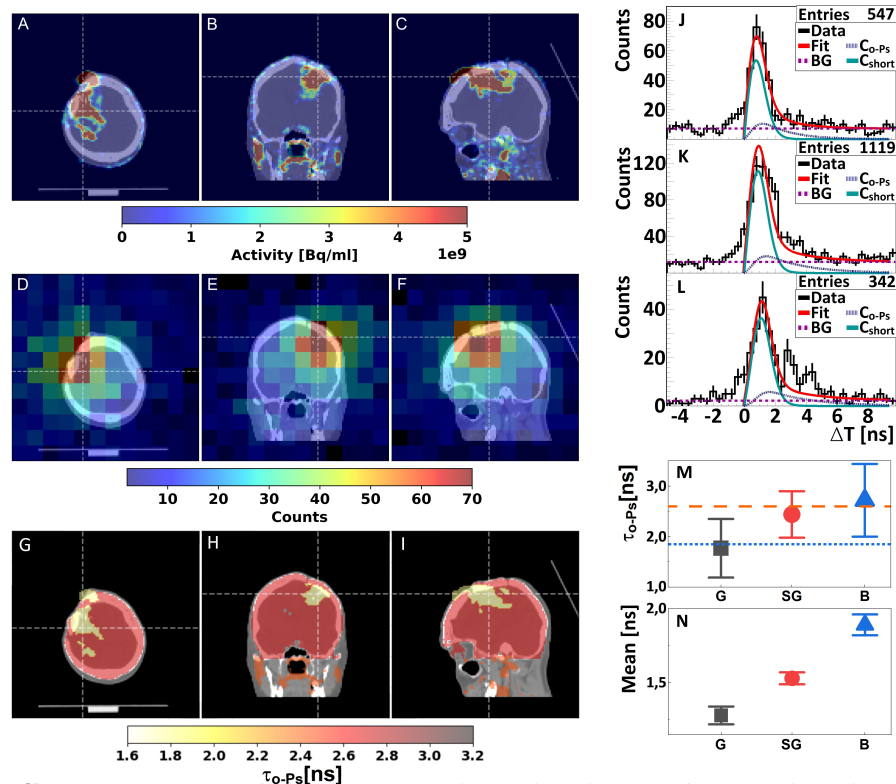 A
B
C
0 1 2 3 4 5
Activity [Bq/ml] 1e9
D
E
F
10 20 30 40 50 60 70
Counts
G
H
I
1.6 1.8 2.0 2.2 2.4 2.6 2.8 3.0 3.2
τo-Ps[ns]
J
Entries 547
Data
Fit Co-Ps
BG Cshort
Counts
80
60
40
20
K
Entries 1119
Data
Fit Co-Ps
BG Cshort
Counts
120
80
40
L
Entries 342
Data
Fit Co-Ps
BG Cshort
Counts
40
20
0
-4 -2 0 2 4 6 8
ΔT [ns]
M
τo-Ps[ns]
3,0
2,0
1,0
G SG B
N
Mean [ns]
2,0
1,5
G SG B